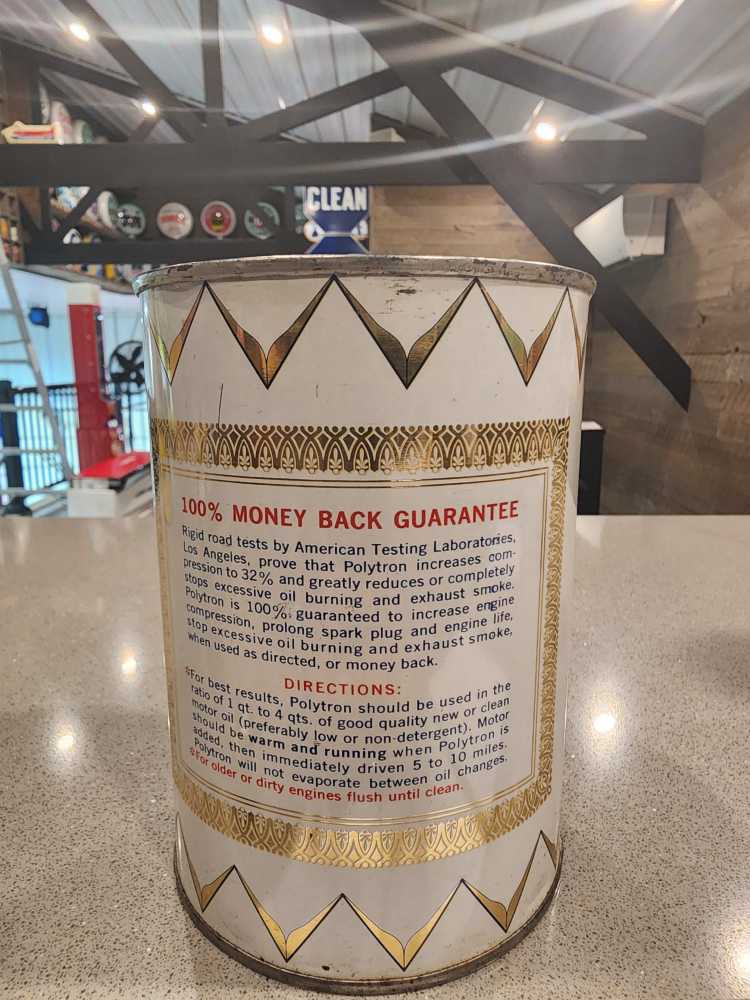 CLEAN
100% MONEY BACK GUARANTEE
Rigid road tests by American Testing Laboratories,
Los Angeles, prove that Polytron increases com-
pression to 32% and greatly reduces or completely
stops excessive oil burning and exhaust smoke.
Polytron is 100% guaranteed to increase engine
compression, prolong spark plug and engine life,
stop excessive oil burning and exhaust smoke,
when used as directed, or money back.
DIRECTIONS:
*For best results, Polytron should be used in the
ratio of 1 qt. to 4 qts. of good quality new or clean
motor oil (preferably low or non-detergent). Motor
should be warm and running when Polytron is
added, then immediately driven 5 to 10 miles.
Polytron will not evaporate between oil changes.
*For older or dirty engines flush until clean.